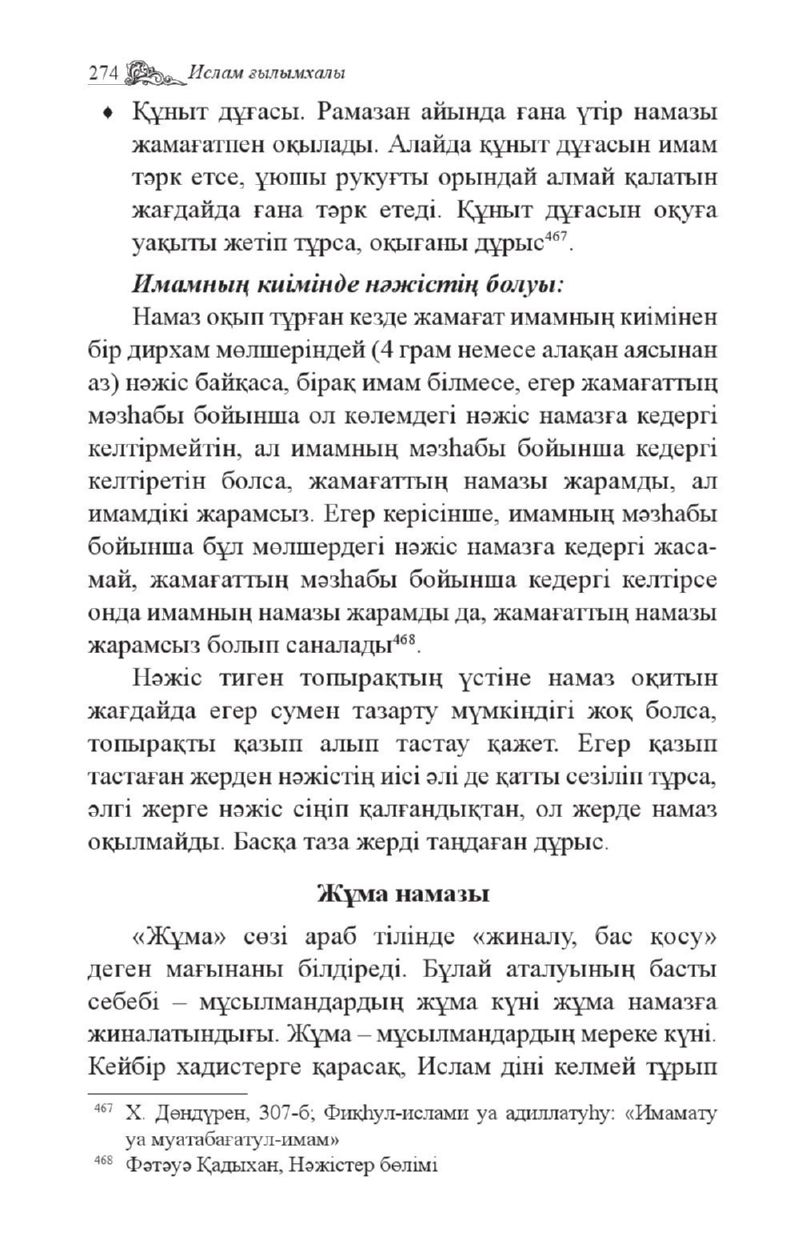 274 Ислам ғылымхалы
♦ Құныт дұғасы. Рамазан айында ғана үтір намазы
жамағатпен оқылады. Алайда құныт дұғасын имам
тәрк етсе, ұюшы рукуғты орындай алмай қалатын
жағдайда ғана тәрк етеді. Құныт дұғасын оқуға
уақыты жетіп тұрса, оқығаны дұрыс⁴⁶⁷.
Имамның киімінде нәжістің болуы:
Намаз оқып тұрған кезде жамағат имамның киімінен
бір дирхам мөлшеріндей (4 грам немесе алақан аясынан
аз) нәжіс байқаса, бірақ имам білмесе, егер жамағаттың
мәзһабы бойынша ол көлемдегі нәжіс намазға кедергі
келтірмейтін, ал имамның мәзһабы бойынша кедергі
келтіретін болса, жамағаттың намазы жарамды, ал
имамдікі жарамсыз. Егер керісінше, имамның мәзһабы
бойынша бұл мөлшердегі нәжіс намазға кедергі жаса-
май, жамағаттың мәзһабы бойынша кедергі келтірсе
онда имамның намазы жарамды да, жамағаттың намазы
жарамсыз болып саналады⁴⁶⁸.
Нәжіс тиген топырақтың үстіне намаз оқитын
жағдайда егер сумен тазарту мүмкіндігі жоқ болса,
топырақты қазып алып тастау қажет. Егер қазып
тастаған жерден нәжістің иісі әлі де қатты сезіліп тұрса,
әлгі жерге нәжіс сіңіп қалғандықтан, ол жерде намаз
оқылмайды. Басқа таза жерді таңдаған дұрыс.
Жұма намазы
«Жұма» сөзі араб тілінде «жиналу, бас қосу»
деген мағынаны білдіреді. Бұлай аталуының басты
себебі – мұсылмандардың жұма күні жұма намазға
жиналатындығы. Жұма – мұсылмандардың мереке күні.
Кейбір хадистерге қарасақ, Ислам діні келмей тұрып
⁴⁶⁷ Х. Дөндүрен, 307-б; Фиқһул-ислами уа адиллатуһу: «Имамату
уа муатабағатул-имам»
⁴⁶⁸ Фәтәуә Қадыхан, Нәжістер бөлімі